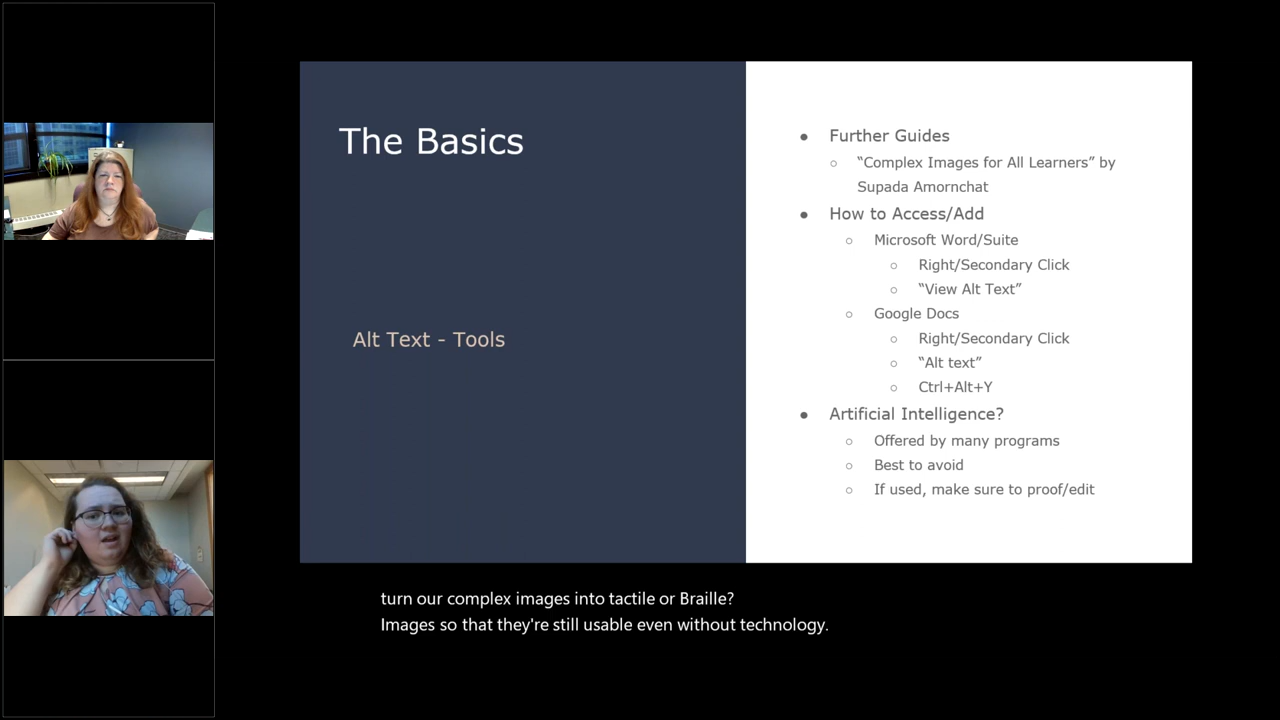 The Basics
Alt Text - Tools
● Further Guides
○ “Complex Images for All Learners” by
Supada Amornchat
● How to Access/Add
○ Microsoft Word/Suite
○ Right/Secondary Click
○ “View Alt Text”
○ Google Docs
○ Right/Secondary Click
○ “Alt text”
○ Ctrl+Alt+Y
● Artificial Intelligence?
○ Offered by many programs
○ Best to avoid
○ If used, make sure to proof/edit
turn our complex images into tactile or Braille?
Images so that they're still usable even without technology.